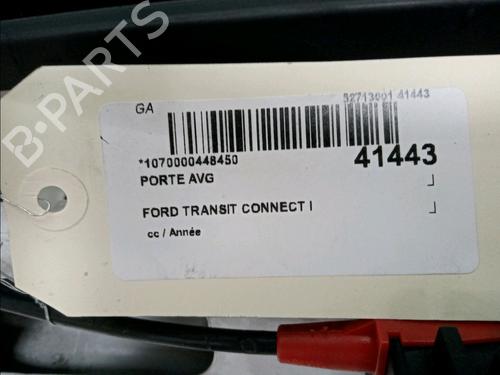 B-PARTS
GA
52713001 41443
*1070000448450
41443
PORTE AVG
FORD TRANSIT CONNECT I
cc / Année